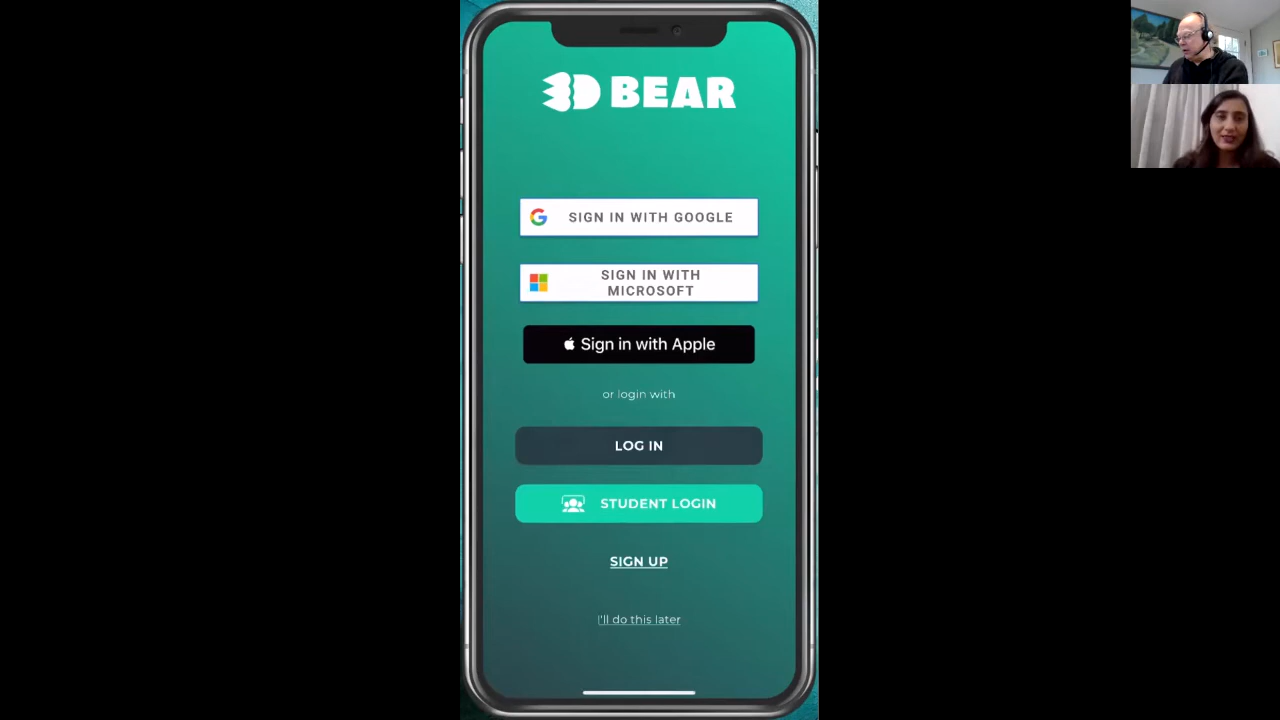 3D BEAR
SIGN IN WITH GOOGLE
SIGN IN WITH
MICROSOFT
Sign in with Apple
or login with
LOG IN
STUDENT LOGIN
SIGN UP
I'll do this later